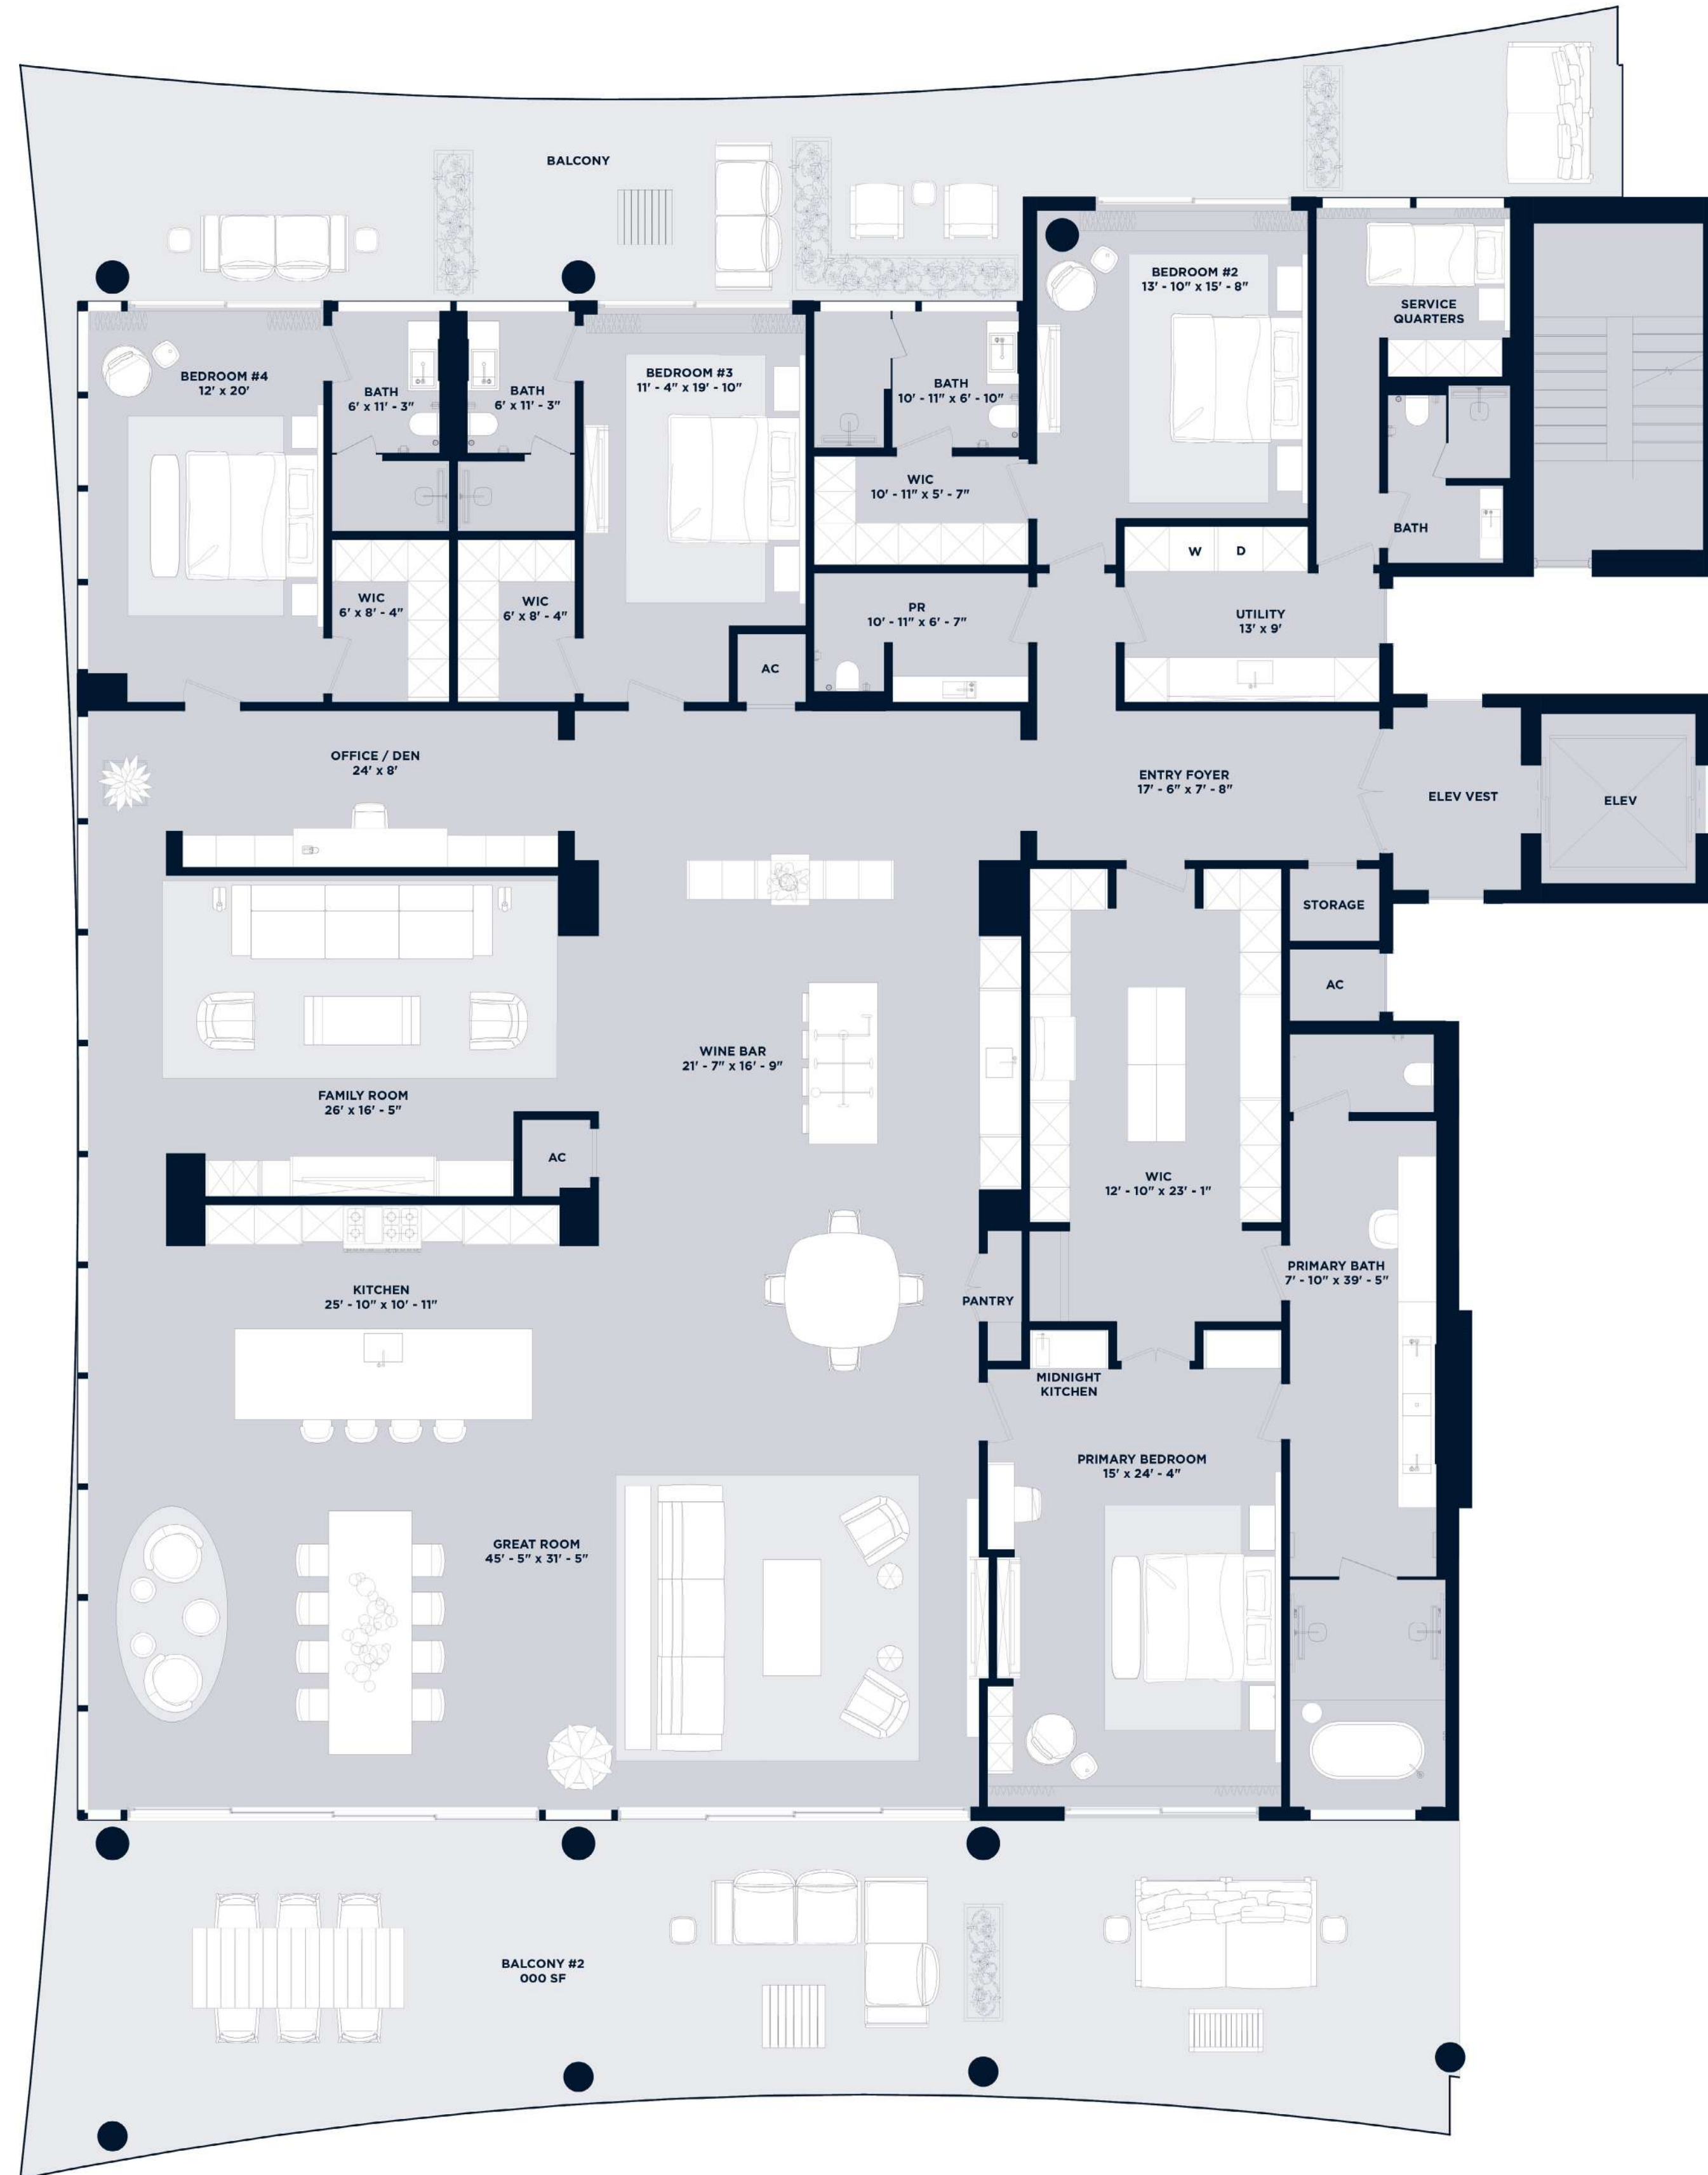 BALCONY
BEDROOM #2
13' - 10" x 15' - 8"
SERVICE
QUARTERS
BEDROOM #4
12' x 20'
BATH
6' x 11' - 3"
BATH
6' x 11' - 3"
BEDROOM #3
11' - 4" x 19' - 10"
BATH
10' - 11" x 6' - 10"
WIC
10' - 11" x 5' - 7"
BATH
W
D
WIC
6' x 8' - 4"
WIC
6' x 8' - 4"
PR
10' - 11" x 6' - 7"
UTILITY
13' x 9'
AC
OFFICE / DEN
24' x 8'
ENTRY FOYER
17' - 6" x 7' - 8"
ELEV VEST
ELEV
STORAGE
AC
WINE BAR
21' - 7" x 16' - 9"
FAMILY ROOM
26' x 16' - 5"
AC
WIC
12' - 10" x 23' - 1"
PRIMARY BATH
7' - 10" x 39' - 5"
KITCHEN
25' - 10" x 10' - 11"
PANTRY
MIDNIGHT
KITCHEN
PRIMARY BEDROOM
15' x 24' - 4"
GREAT ROOM
45' - 5" x 31' - 5"
BALCONY #2
000 SF